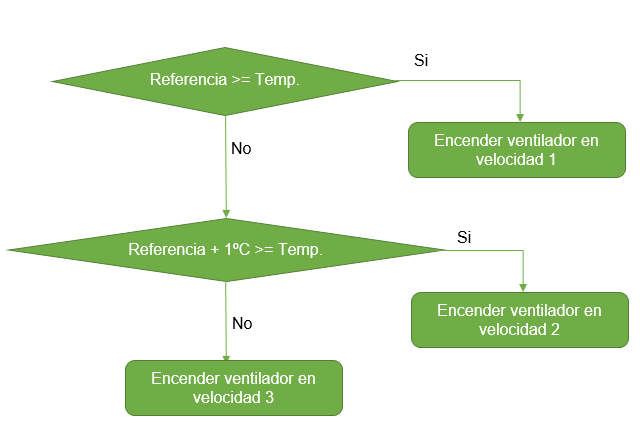 Referencia >= Temp.
Si
Encender ventilador en
velocidad 1
No
Referencia + 1ºC >= Temp.
Si
Encender ventilador en
velocidad 2
No
Encender ventilador en
velocidad 3